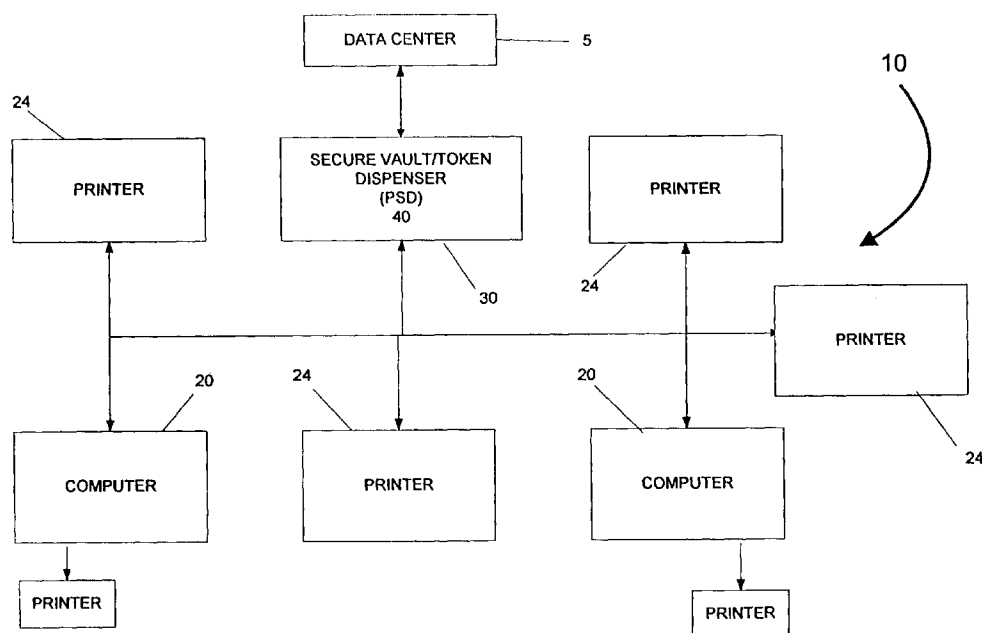 DATA CENTER
5
10
24
PRINTER
SECURE VAULT/TOKEN
DISPENSER
(PSD)
40
PRINTER
30
24
PRINTER
20
24
20
24
COMPUTER
PRINTER
COMPUTER
PRINTER
PRINTER